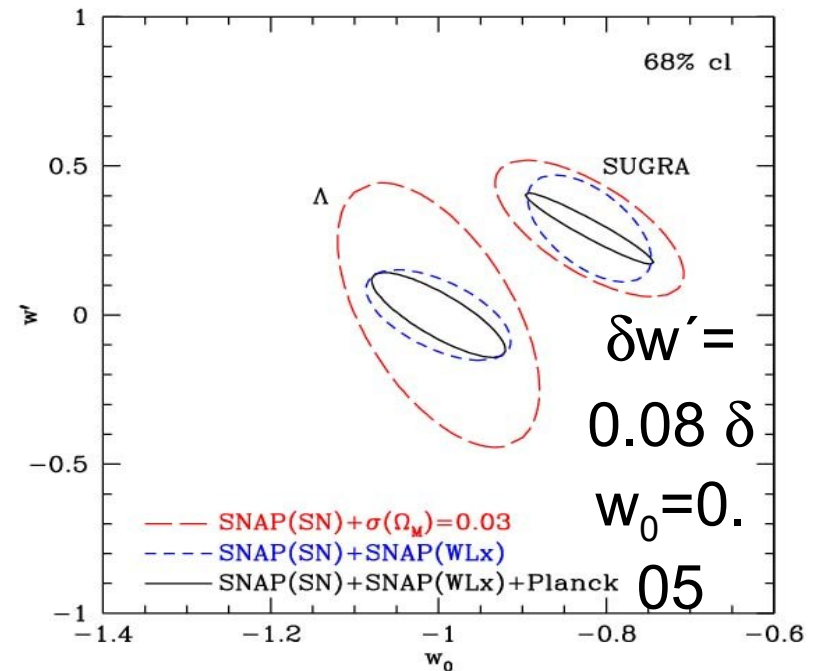 1
68% cl
0.5
SUGRA
Λ
w′
0
δw´=
0.08 δ
w₀=0.
05
−0.5
SNAP(SN)+σ(Ω_M)=0.03
SNAP(SN)+SNAP(WLx)
SNAP(SN)+SNAP(WLx)+Planck
−1
−1.4 −1.2 −1 −0.8 −0.6
w₀